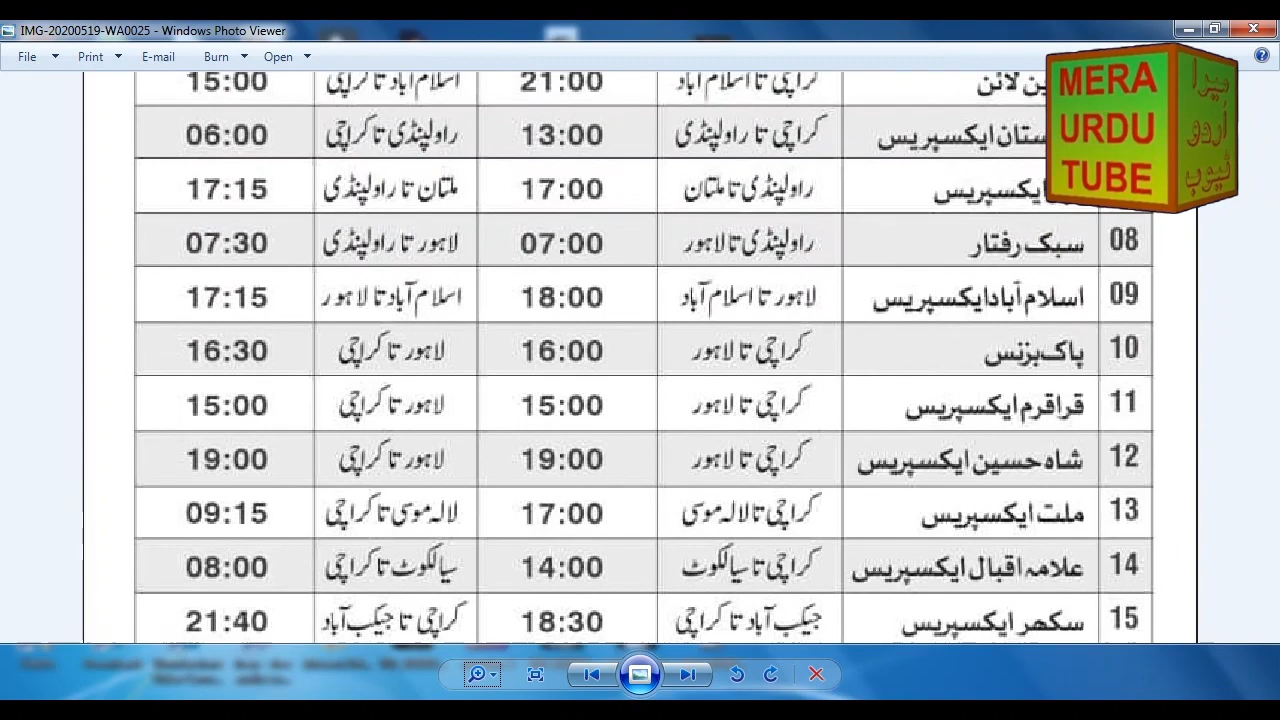 IMG-20200519-WA0025 - Windows Photo Viewer
File Print E-mail Burn Open
MERA URDU TUBE
میرا اُردو ٹیوب
لائن کراچی تا اسلام آباد 21:00 اسلام آباد تا کراچی 15:00
ایکسپریس کراچی تا راولپنڈی 13:00 راولپنڈی تا کراچی 06:00
ایکسپریس راولپنڈی تا ملتان 17:00 ملتان تا راولپنڈی 17:15
08 سبک رفتار راولپنڈی تا لاہور 07:00 لاہور تا راولپنڈی 07:30
09 اسلام آباد ایکسپریس لاہور تا اسلام آباد 18:00 اسلام آباد تا لاہور 17:15
10 پاک بزنس کراچی تا لاہور 16:00 لاہور تا کراچی 16:30
11 قراقرم ایکسپریس کراچی تا لاہور 15:00 لاہور تا کراچی 15:00
12 شاہ حسین ایکسپریس کراچی تا لاہور 19:00 لاہور تا کراچی 19:00
13 ملت ایکسپریس کراچی تا لالہ موسی 17:00 لالہ موسی تا کراچی 09:15
14 علامہ اقبال ایکسپریس کراچی تا سیالکوٹ 14:00 سیالکوٹ تا کراچی 08:00
15 سکھر ایکسپریس جیکب آباد تا کراچی 18:30 کراچی تا جیکب آباد 21:40